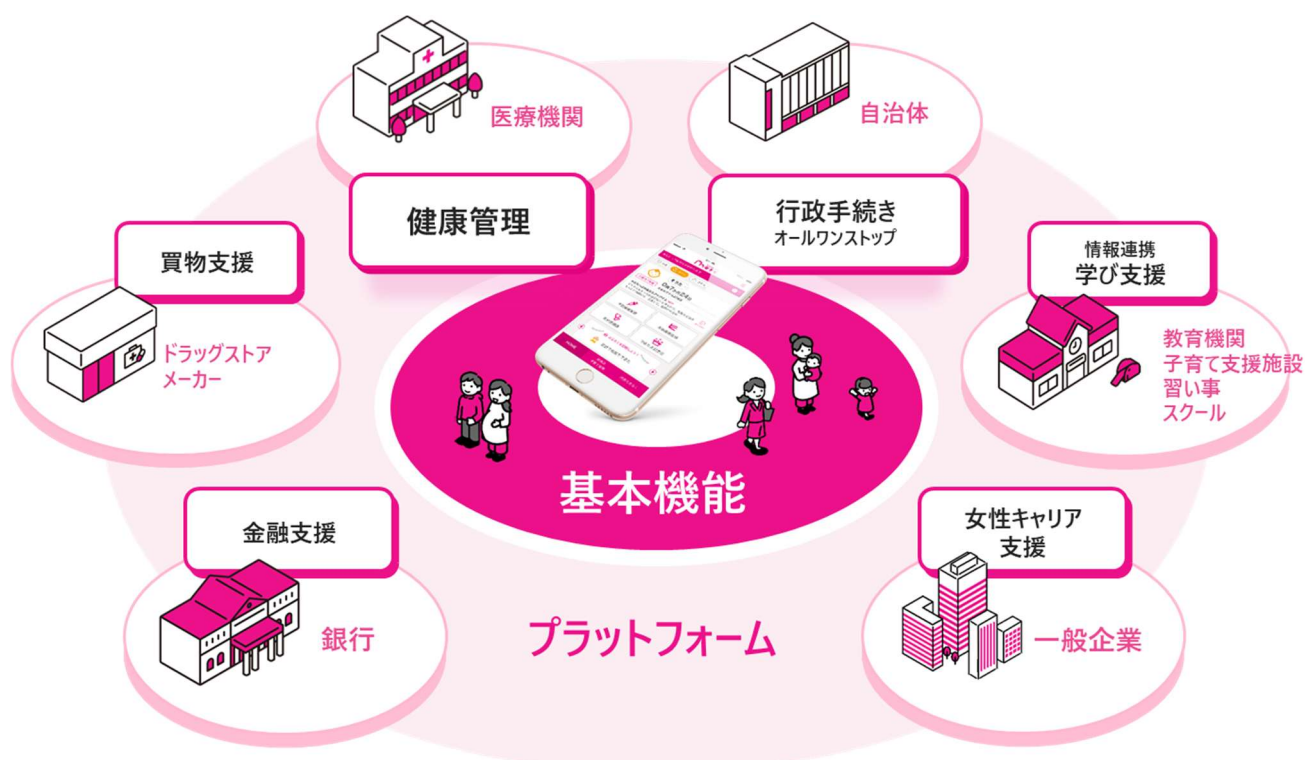 医療機関
自治体
健康管理
行政手続き
オールワンストップ
買物支援
ドラッグストア
メーカー
情報連携
学び支援
教育機関
子育て支援施設
習い事
スクール
基本機能
金融支援
銀行
女性キャリア
支援
一般企業
プラットフォーム